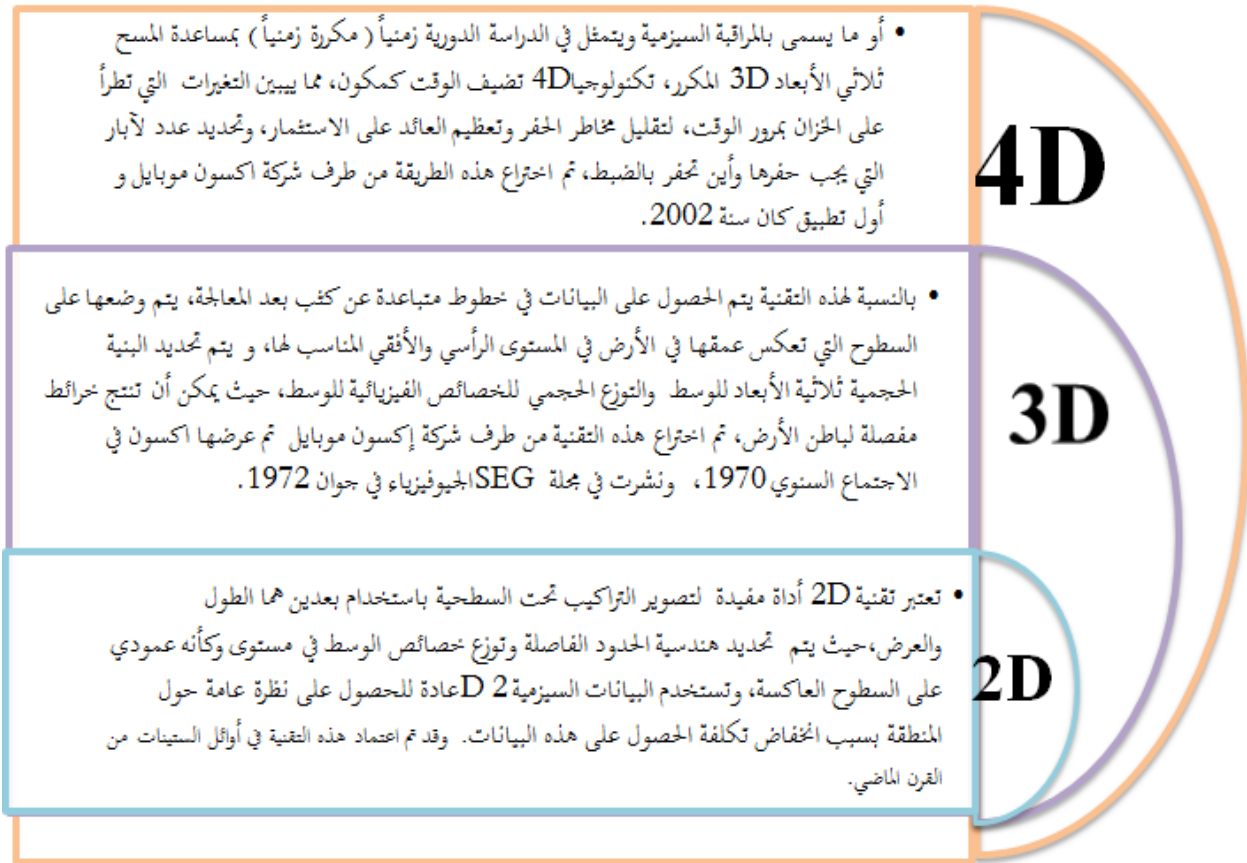 • أو ما يسمى بالمراقبة السيزمية ويتمثل في الدراسة الدورية زمنياً ( مكررة زمنياً ) بمساعدة المسح
ثلاثي الأبعاد 3D المكرر، تكنولوجيا4D تضيف الوقت كمكون، مما يبين التغيرات التي تطرأ
على الخزان بمرور الوقت، لتقليل مخاطر الحفر وتعظيم العائد على الاستثمار، وتحديد عدد لآبار
التي يجب حفرها وأين تحفر بالضبط، تم اختراع هذه الطريقة من طرف شركة اكسون موبايل و
أول تطبيق كان سنة 2002.
4D
• بالنسبة لهذه التقنية يتم الحصول على البيانات في خطوط متباعدة عن كثب بعد المعالجة، يتم وضعها على
السطوح التي تعكس عمقها في الأرض في المستوى الرأسي والأفقي المناسب لها، و يتم تحديد البنية
الحجمية ثلاثية الأبعاد للوسط والتوزع الحجمي للخصائص الفيزيائية للوسط، حيث يمكن أن تنتج خرائط
مفصلة لباطن الأرض، تم اختراع هذه التقنية من طرف شركة إكسون موبايل تم عرضها اكسون في
الاجتماع السنوي 1970، ونشرت في مجلة SEG الجيوفيزياء في جوان 1972.
3D
• تعتبر تقنية 2D أداة مفيدة لتصوير التراكيب تحت السطحية باستخدام بعدين هما الطول
والعرض،حيث يتم تحديد هندسية الحدود الفاصلة وتوزع خصائص الوسط في مستوى وكأنه عمودي
على السطوح العاكسة، وتستخدم البيانات السيزمية 2 D عادة للحصول على نظرة عامة حول
المنطقة بسبب انخفاض تكلفة الحصول على هذه البيانات. وقد تم اعتماد هذه التقنية في أوائل الستينات من
القرن الماضي.
2D